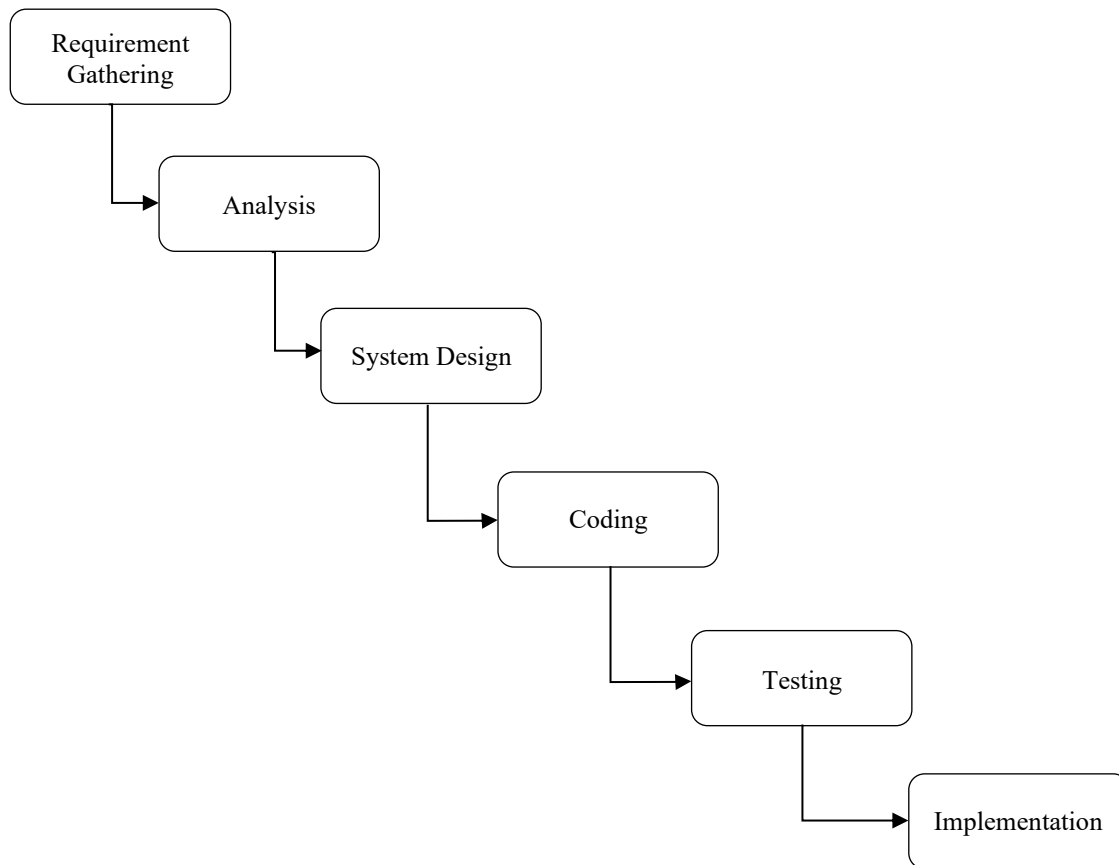 Requirement
Gathering
Analysis
System Design
Coding
Testing
Implementation